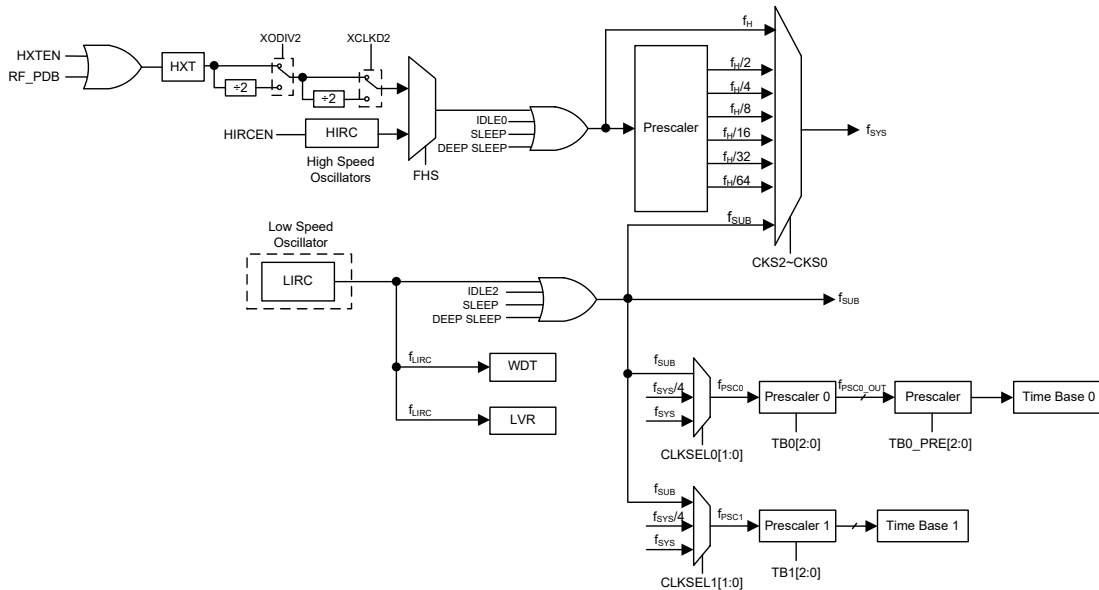 XODIV2
XCLKD2
HXTEN
RF_PDB
HXT
÷2
÷2
HIRCEN
HIRC
High Speed
Oscillators
FHS
IDLE0
SLEEP
DEEP SLEEP
Prescaler
fH
fH/2
fH/4
fH/8
fH/16
fH/32
fH/64
fSUB
fSYS
CKS2~CKS0
Low Speed
Oscillator
LIRC
IDLE2
SLEEP
DEEP SLEEP
fSUB
fLIRC
WDT
fLIRC
LVR
fSUB
fSYS/4
fSYS
fPSC0
CLKSEL0[1:0]
Prescaler 0
TB0[2:0]
fPSC0_OUT
Prescaler
TB0_PRE[2:0]
Time Base 0
fSUB
fSYS/4
fSYS
fPSC1
CLKSEL1[1:0]
Prescaler 1
TB1[2:0]
Time Base 1